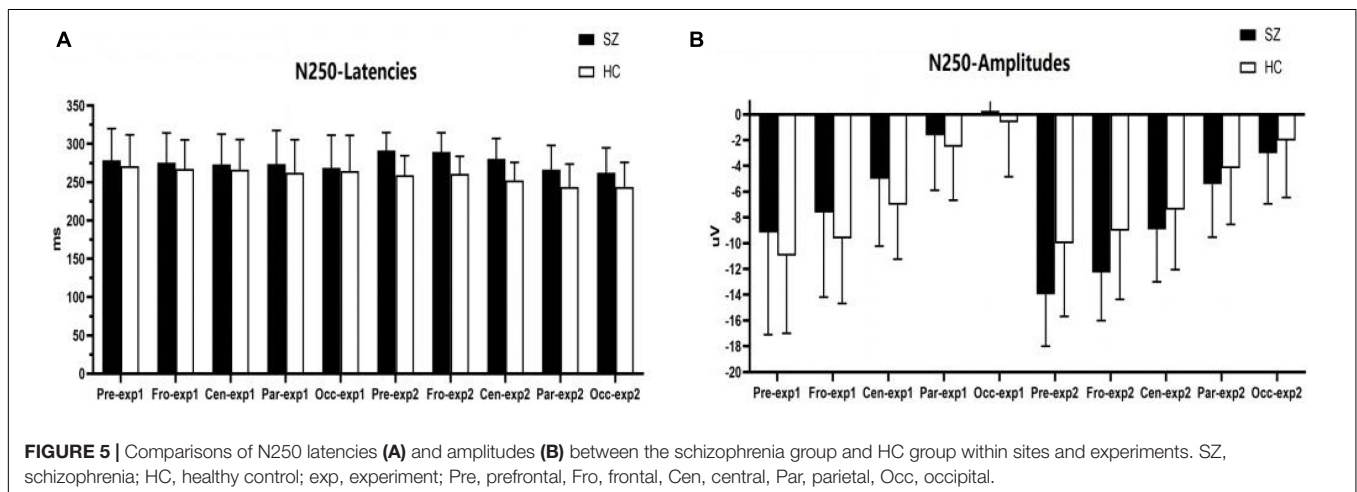 A
SZ
HC
N250-Latencies
350
300
250
200
150
100
50
0
ms
Pre-exp1 Fro-exp1 Cen-exp1 Par-exp1 Occ-exp1 Pre-exp2 Fro-exp2 Cen-exp2 Par-exp2 Occ-exp2
B
SZ
HC
N250-Amplitudes
0
-2
-4
-6
-8
-10
-12
-14
-16
-18
-20
uV
Pre-exp1 Fro-exp1 Cen-exp1 Par-exp1 Occ-exp1 Pre-exp2 Fro-exp2 Cen-exp2 Par-exp2 Occ-exp2
FIGURE 5 | Comparisons of N250 latencies (A) and amplitudes (B) between the schizophrenia group and HC group within sites and experiments. SZ,
schizophrenia; HC, healthy control; exp, experiment; Pre, prefrontal, Fro, frontal, Cen, central, Par, parietal, Occ, occipital.